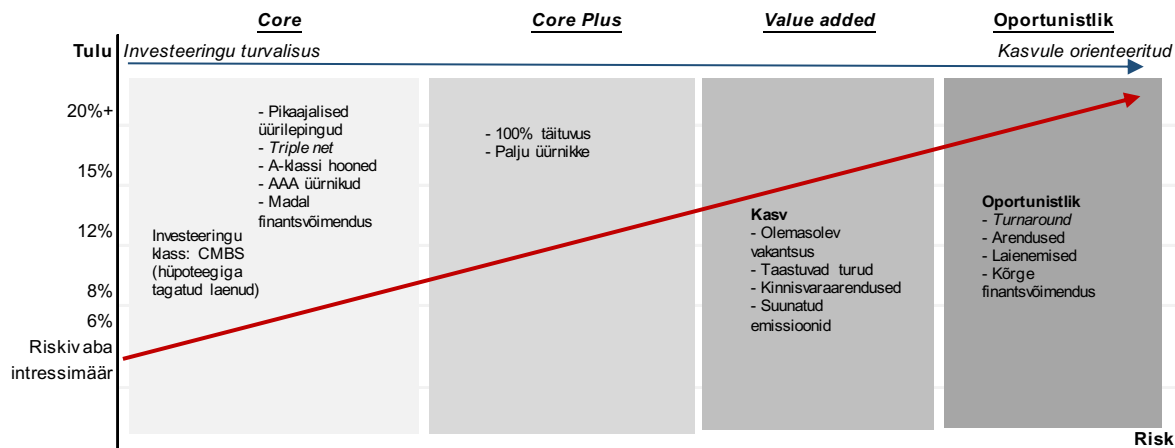 Core
Core Plus
Value added
Oportunistlik
Tulu
Investeeringu turvalisus
Kasvule orienteeritud
20%+
15%
12%
8%
6%
Riskivaba
intressimäär
- Pikaajalised
üürilepingud
- Triple net
- A-klassi hooned
- AAA üürnikud
- Madal
finantsvõimendus
Investeeringu
klass: CMBS
(hüpoteegiga
tagatud laenud)
- 100% täituvus
- Palju üürnikke
Kasv
- Olemasolev
vakantsus
- Taastuvad turud
- Kinnisvaraarendused
- Suunatud
emissioonid
Oportunistlik
- Turnaround
- Arendused
- Laienemised
- Kõrge
finantsvõimendus
Risk